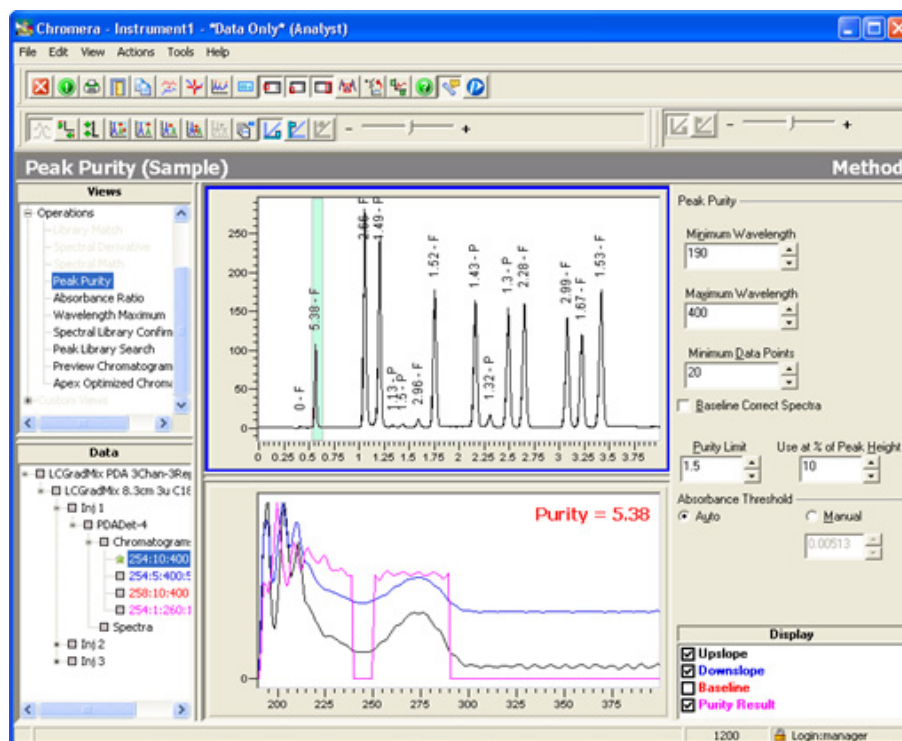 Chromera - Instrument1 - *Data Only* (Analyst)
File Edit View Actions Tools Help
Peak Purity (Sample)
Method
Views
Operations
Library Match
Spectral Derivative
Spectral Math
Peak Purity
Absorbance Ratio
Wavelength Maximum
Spectral Library Confirm
Peak Library Search
Preview Chromatogram
Apex Optimized Chroma
Custom Views
Data
LCGradMix PDA 3Chan-3Rep
LCGradMix 8.3cm 3u C18
Inj 1
PDADet-4
Chromatograms
254:10:400
254:5:400:5
258:10:400
254:1:260:1
Spectra
Inj 2
Inj 3
250
200
150
100
50
0
0 - F
5.38 - F
2.66 - F
1.49 - P
1.13 - P
1.5 - P
2.96 - F
1.52 - F
1.43 - P
1.32 - P
1.3 - P
2.28 - F
2.99 - F
1.67 - F
1.53 - F
0 0.25 0.5 0.75 1 1.25 1.5 1.75 2 2.25 2.5 2.75 3 3.25 3.5 3.75
Purity = 5.38
0
200 225 250 275 300 325 350 375
Peak Purity
Minimum Wavelength
190
Maximum Wavelength
400
Minimum Data Points
20
Baseline Correct Spectra
Purity Limit Use at % of Peak Height
1.5 10
Absorbance Threshold
Auto Manual
0.00513
Display
Upslope
Downslope
Baseline
Purity Result
1200 Login:manager